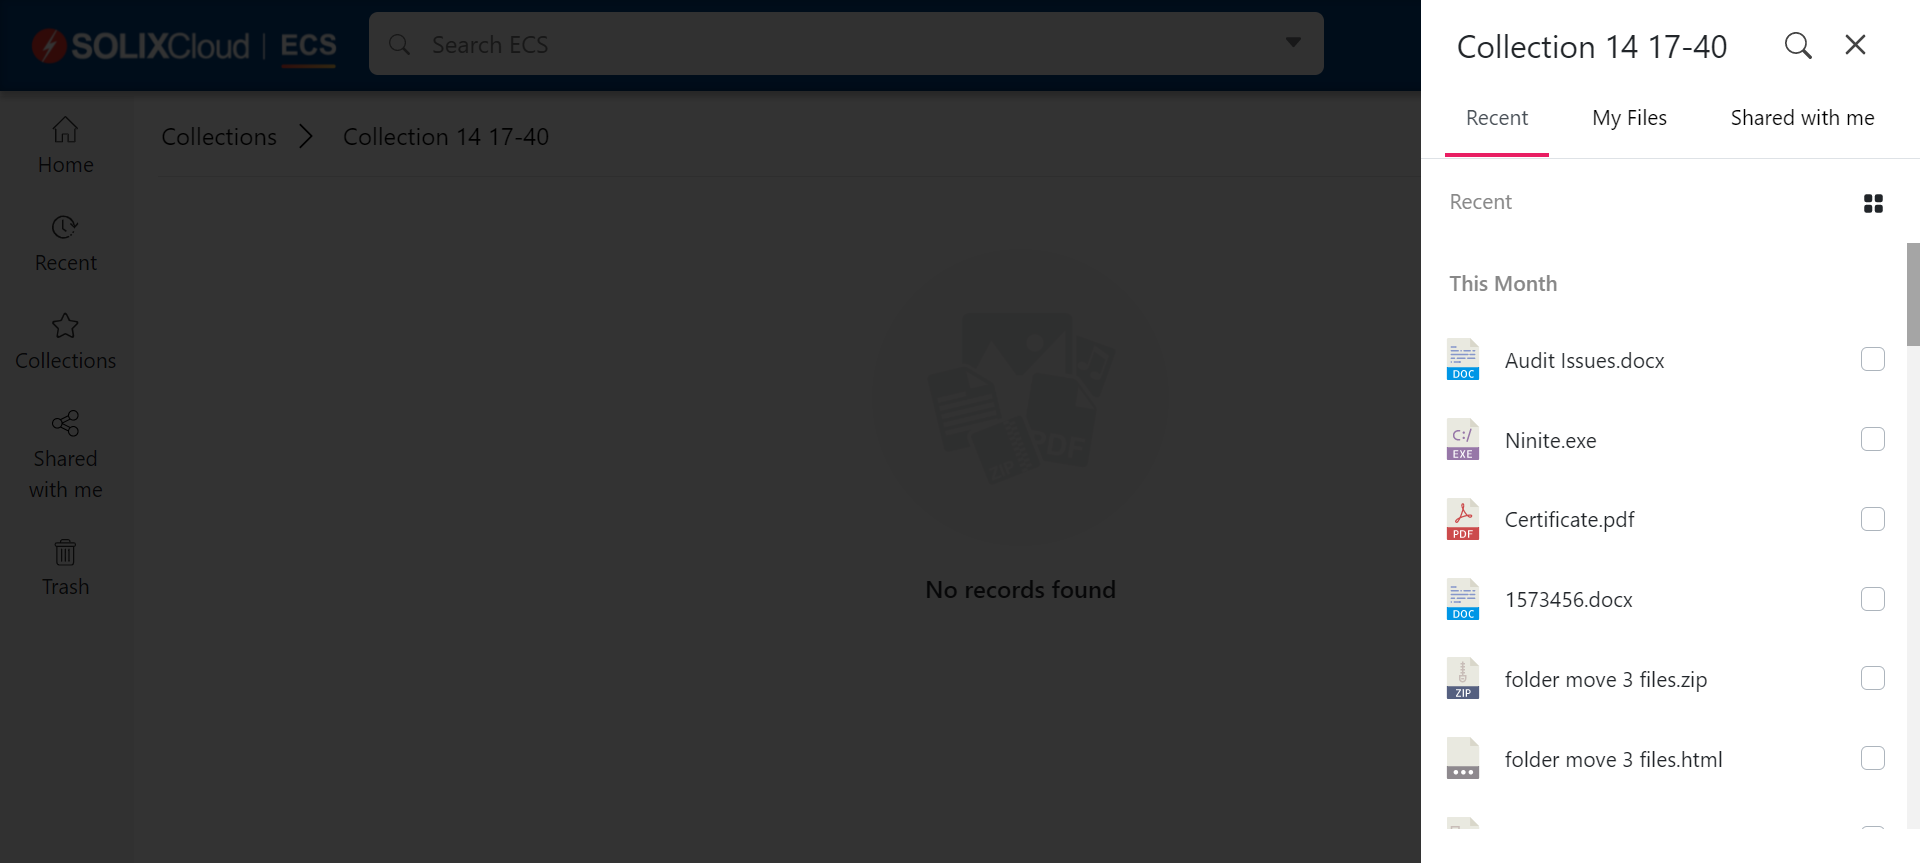 SOLIXCloud | ECS
Search ECS
Home
Recent
Collections
Shared
with me
Trash
Collections > Collection 14 17-40
ZIP
PDF
No records found
Collection 14 17-40
Recent
My Files
Shared with me
Recent
This Month
DOC
Audit Issues.docx
C:/
EXE
Ninite.exe
PDF
Certificate.pdf
DOC
1573456.docx
ZIP
folder move 3 files.zip
folder move 3 files.html